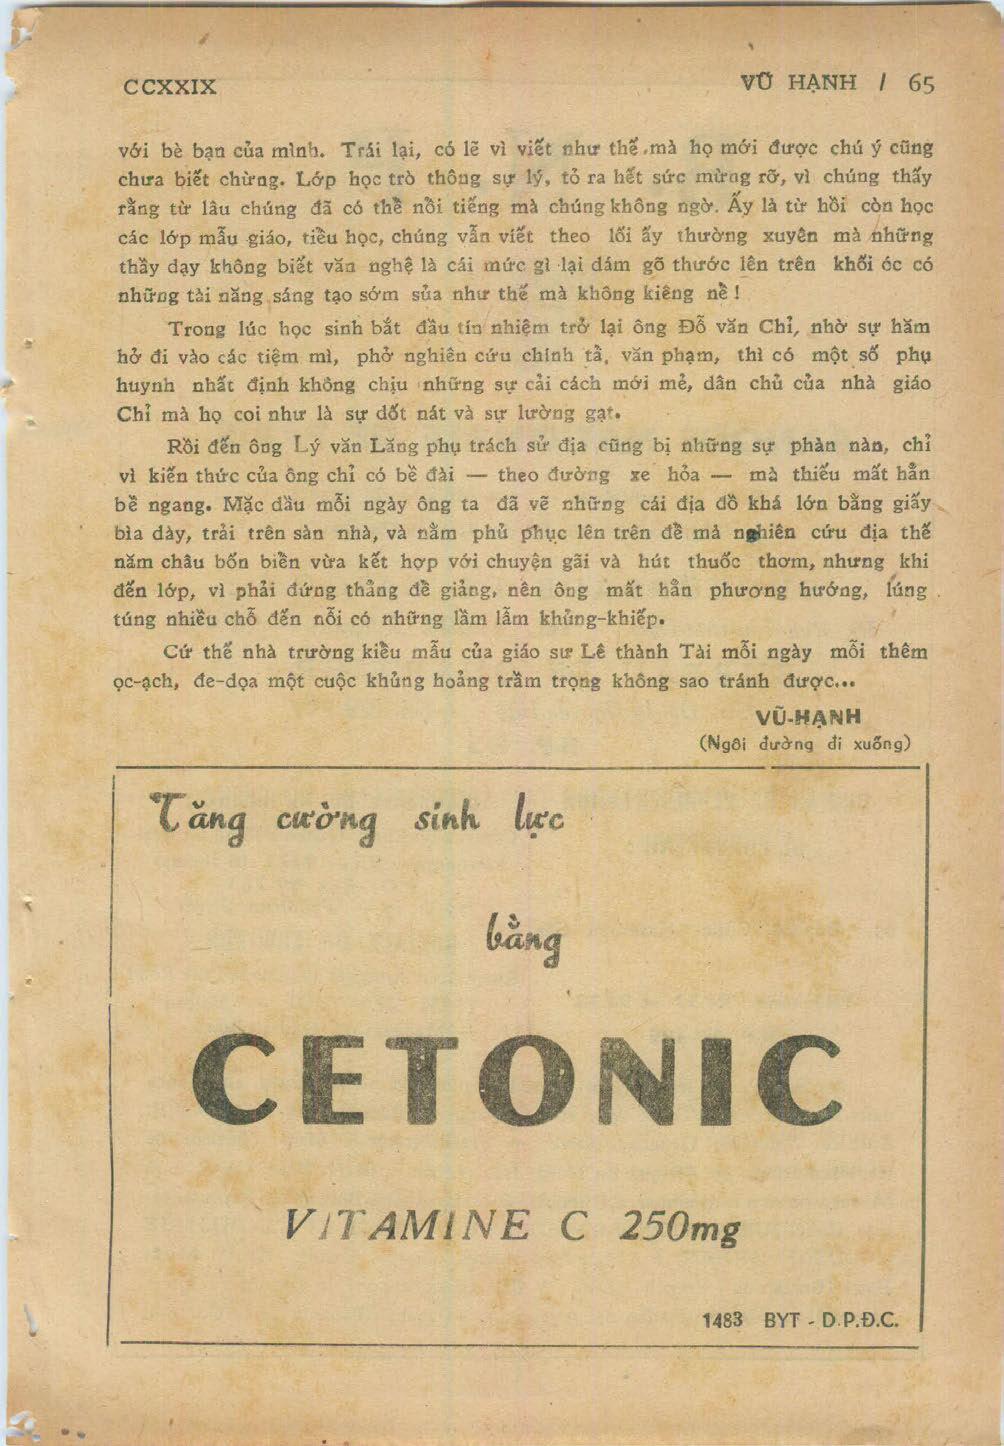 CCXXIX
VŨ HẠNH / 65
với bè bạn của mình. Trái lại, có lẽ vì viết như thế mà họ mới được chú ý cũng
chưa biết chừng. Lớp học trò thông sự lý, tỏ ra hết sức mừng rỡ, vì chúng thấy
rằng từ lâu chúng đã có thể nổi tiếng mà chúng không ngờ. Ấy là từ hồi còn học
các lớp mẫu giáo, tiểu học, chúng vẫn viết theo lối ấy thường xuyên mà những
thầy dạy không biết văn nghệ là cái mức gì lại dám gõ thước lên trên khối óc có
những tài năng sáng tạo sớm sủa như thế mà không kiêng nể !
Trong lúc học sinh bắt đầu tín nhiệm trở lại ông Đỗ văn Chỉ, nhờ sự hăm
hở đi vào các tiệm mì, phở nghiên cứu chính tả, văn phạm, thì có một số phụ
huynh nhất định không chịu những sự cải cách mới mẻ, dân chủ của nhà giáo
Chỉ mà họ coi như là sự dốt nát và sự lường gạt.
Rồi đến ông Lý văn Lăng phụ trách sử địa cũng bị những sự phàn nàn, chỉ
vì kiến thức của ông chỉ có bề dài — theo đường xe hỏa — mà thiếu mất hẳn
bề ngang. Mặc dầu mỗi ngày ông ta đã vẽ những cái địa đồ khá lớn bằng giấy
bìa dày, trải trên sàn nhà, và nằm phủ phục lên trên để mà nghiên cứu địa thế
năm châu bốn biển vừa kết hợp với chuyện gãi và hút thuốc thơm, nhưng khi
đến lớp, vì phải đứng thẳng để giảng, nên ông mất hẳn phương hướng, lúng
túng nhiều chỗ đến nỗi có những lầm lẫm khủng-khiếp.
Cứ thế nhà trường kiểu mẫu của giáo sư Lê thành Tài mỗi ngày mỗi thêm
ọc-ạch, đe-dọa một cuộc khủng hoảng trầm trọng không sao tránh được...
VŨ-HẠNH
(Ngôi đường đi xuống)
Tăng cường sinh lực
bằng
CETONIC
VITAMINE C 250mg
1483 BYT - D.P.Đ.C.